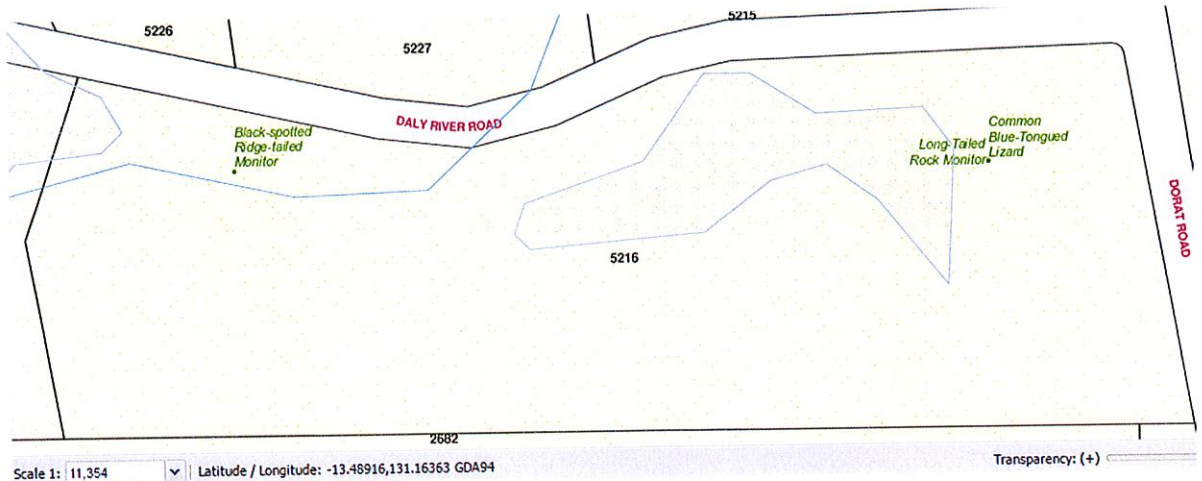 5226
5227
5215
DALY RIVER ROAD
Black-spotted
Ridge-tailed
Monitor
Common
Blue-Tongued
Lizard
Long-Tailed
Rock Monitor
DORAT ROAD
5216
2682
Scale 1: 11,354
Latitude / Longitude: -13.48916,131.16363 GDA94
Transparency: (+)